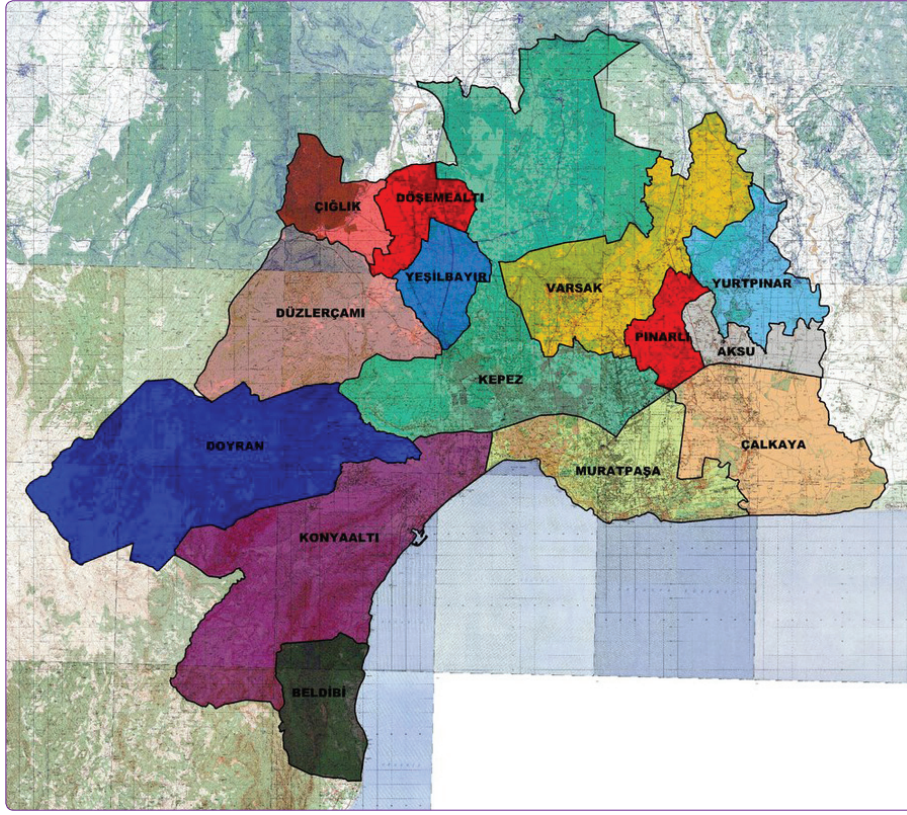 ÇIĞLIK
DÖŞEMEALTI
YEŞİLBAYIR
DÜZLERÇAMI
VARSAK
YURTPINAR
PINARLI
AKSU
KEPEZ
DOYRAN
MURATPAŞA
ÇALKAYA
KONYAALTI
BELDİBİ